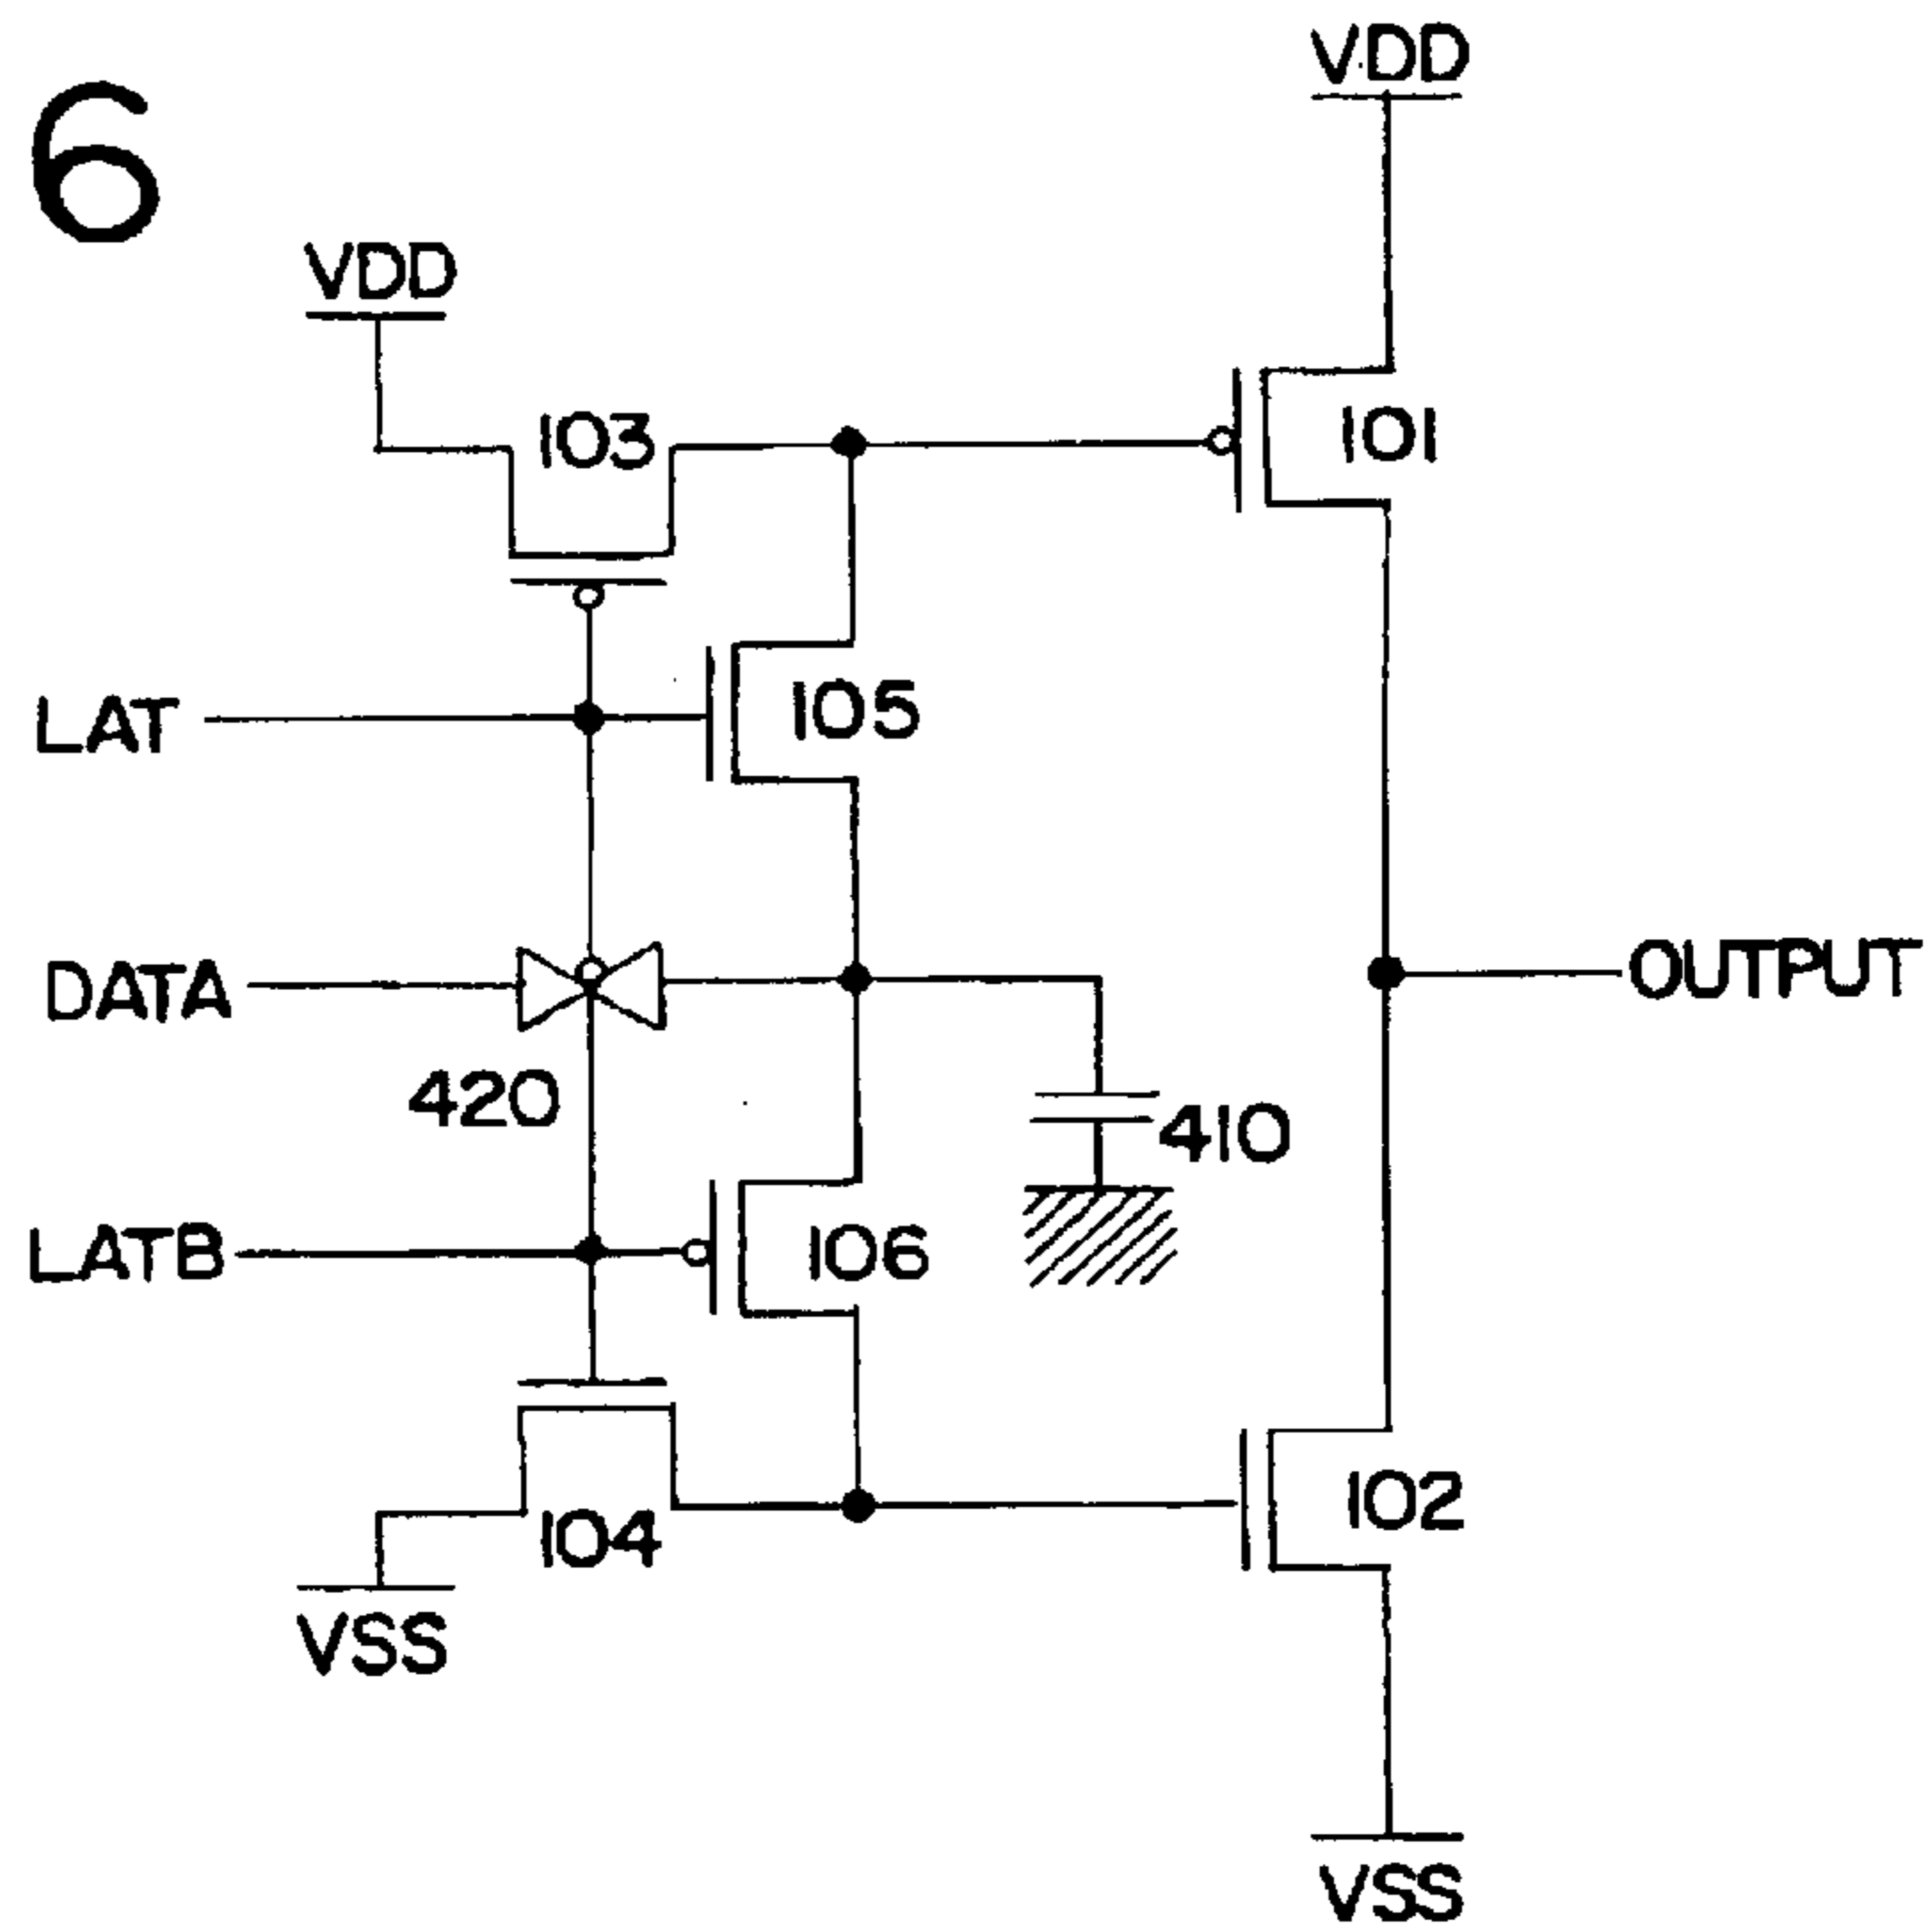 6
VDD
VDD
103
101
LAT
105
DATA
OUTPUT
420
410
LATB
106
104
102
VSS
VSS